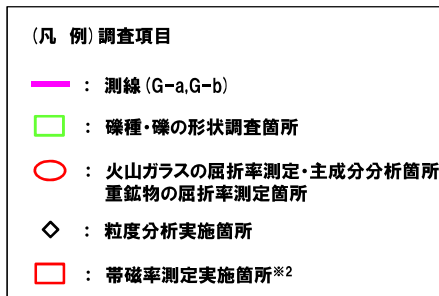 (凡 例)調査項目
: 測線(G-a,G-b)
: 礫種・礫の形状調査箇所
: 火山ガラスの屈折率測定・主成分分析箇所
重鉱物の屈折率測定箇所
: 粒度分析実施箇所
: 帯磁率測定実施箇所※2